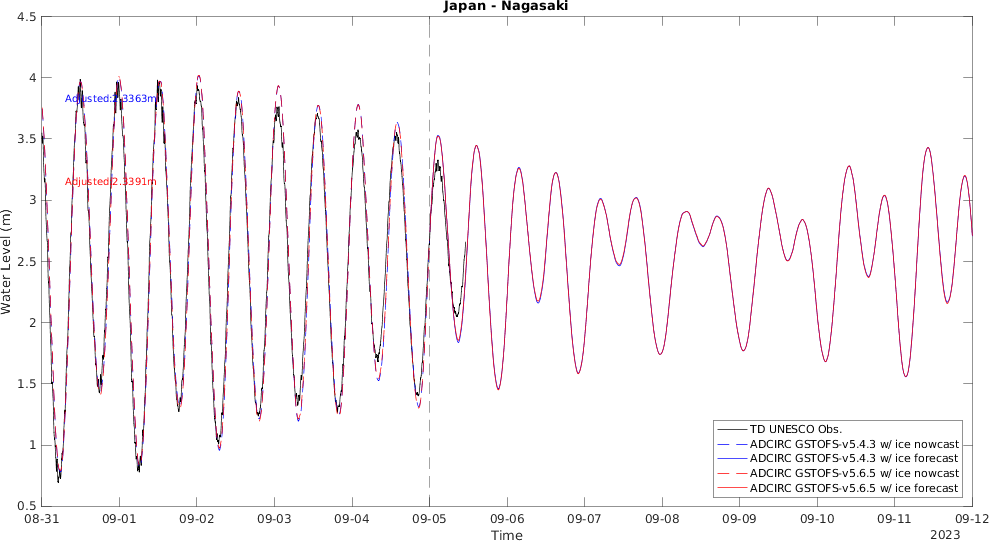 Japan - Nagasaki
4.5
4
3.5
3
2.5
2
1.5
1
0.5
Water Level (m)
Adjusted:2.3363m
Adjusted:2.3391m
TD UNESCO Obs.
ADCIRC GSTOFS-v5.4.3 w/ ice nowcast
ADCIRC GSTOFS-v5.4.3 w/ ice forecast
ADCIRC GSTOFS-v5.6.5 w/ ice nowcast
ADCIRC GSTOFS-v5.6.5 w/ ice forecast
08-31 09-01 09-02 09-03 09-04 09-05 09-06 09-07 09-08 09-09 09-10 09-11 09-12
Time
2023